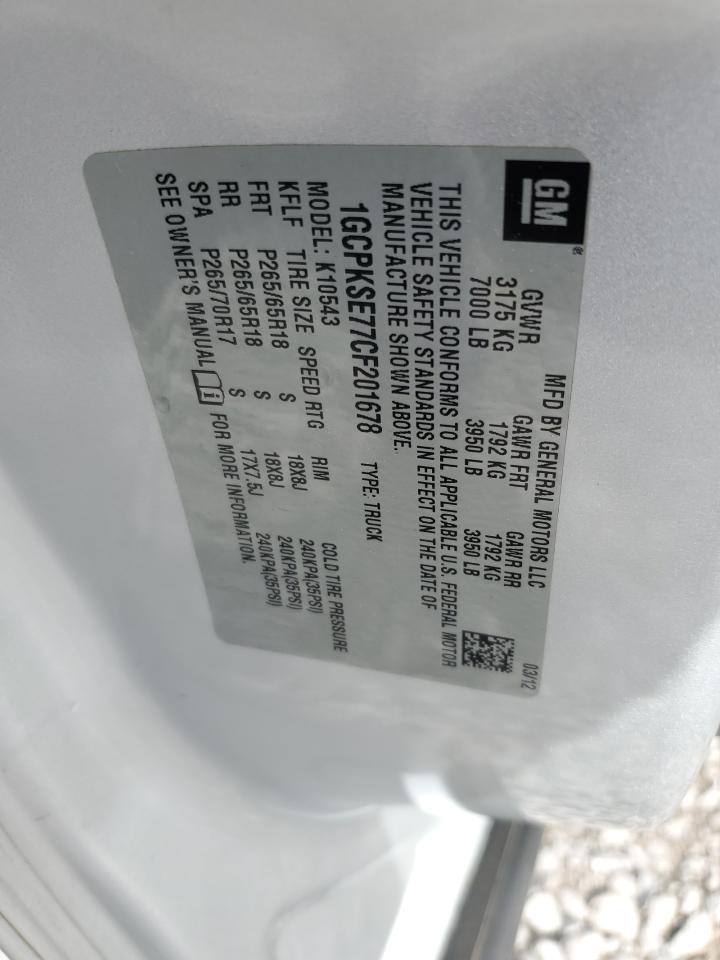 GM
MFD BY GENERAL MOTORS LLC 03/12
GVWR GAWR FRT GAWR RR
3175 KG 1792 KG 1792 KG
7000 LB 3950 LB 3950 LB
THIS VEHICLE CONFORMS TO ALL APPLICABLE U.S. FEDERAL MOTOR
VEHICLE SAFETY STANDARDS IN EFFECT ON THE DATE OF
MANUFACTURE SHOWN ABOVE.
1GCPKSE77CF201678 TYPE: TRUCK
MODEL: K10543
KFLF TIRE SIZE SPEED RTG RIM COLD TIRE PRESSURE
FRT P265/65R18 S 18X8J 240KPA(35PSI)
RR P265/65R18 S 18X8J 240KPA(35PSI)
SPA P265/70R17 S 17X7.5J 240KPA(35PSI)
SEE OWNER'S MANUAL FOR MORE INFORMATION.